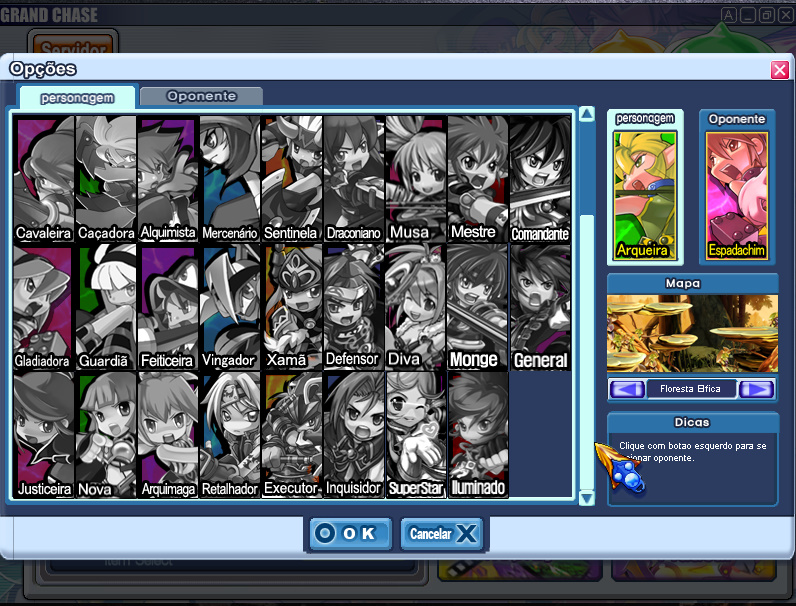 GRAND CHASE
Servidor
Opções
personagem
Oponente
Cavaleira
Caçadora
Alquimista
Mercenário
Sentinela
Draconiano
Musa
Mestre
Comandante
Gladiadora
Guardiã
Feiticeira
Vingador
Xamã
Defensor
Diva
Monge
General
Justiceira
Nova
Arquimaga
Retalhador
Executor
Inquisidor
SuperStar
Iluminado
personagem
Oponente
Arqueira
Espadachim
Mapa
Floresta Elfica
Dicas
Clique com botao esquerdo para se
ionar oponente.
OK
Cancelar X
Item Select